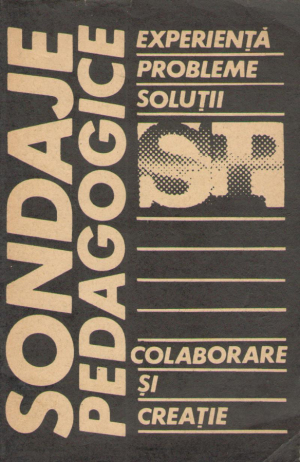 SONDAJE
PEDAGOGICE
EXPERIENȚĂ
PROBLEME
SOLUȚII
SP
COLABORARE
ȘI
CREAȚIE